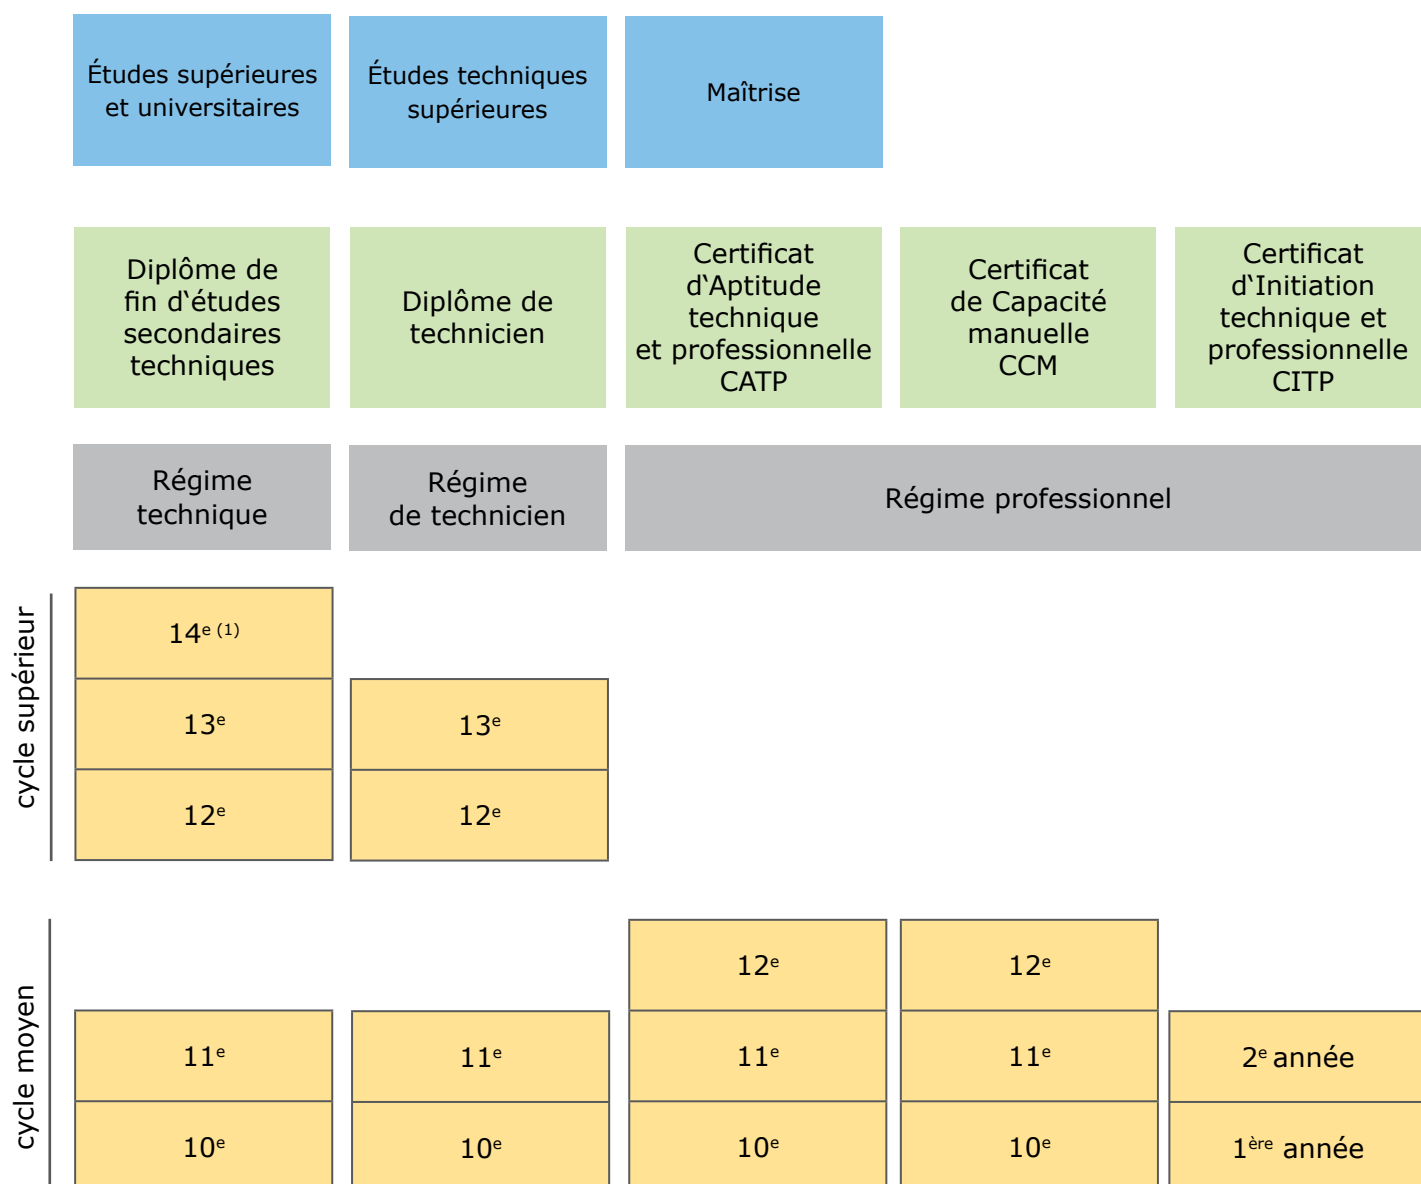 Études supérieures
et universitaires
Études techniques
supérieures
Maîtrise
Diplôme de
fin d‘études
secondaires
techniques
Diplôme de
technicien
Certificat
d‘Aptitude
technique
et professionnelle
CATP
Certificat
de Capacité
manuelle
CCM
Certificat
d‘Initiation
technique et
professionnelle
CITP
Régime
technique
Régime
de technicien
Régime professionnel
cycle supérieur
14e (1)
13e
13e
12e
12e
cycle moyen
12e
12e
11e
11e
11e
11e
2e année
10e
10e
10e
10e
1ère année